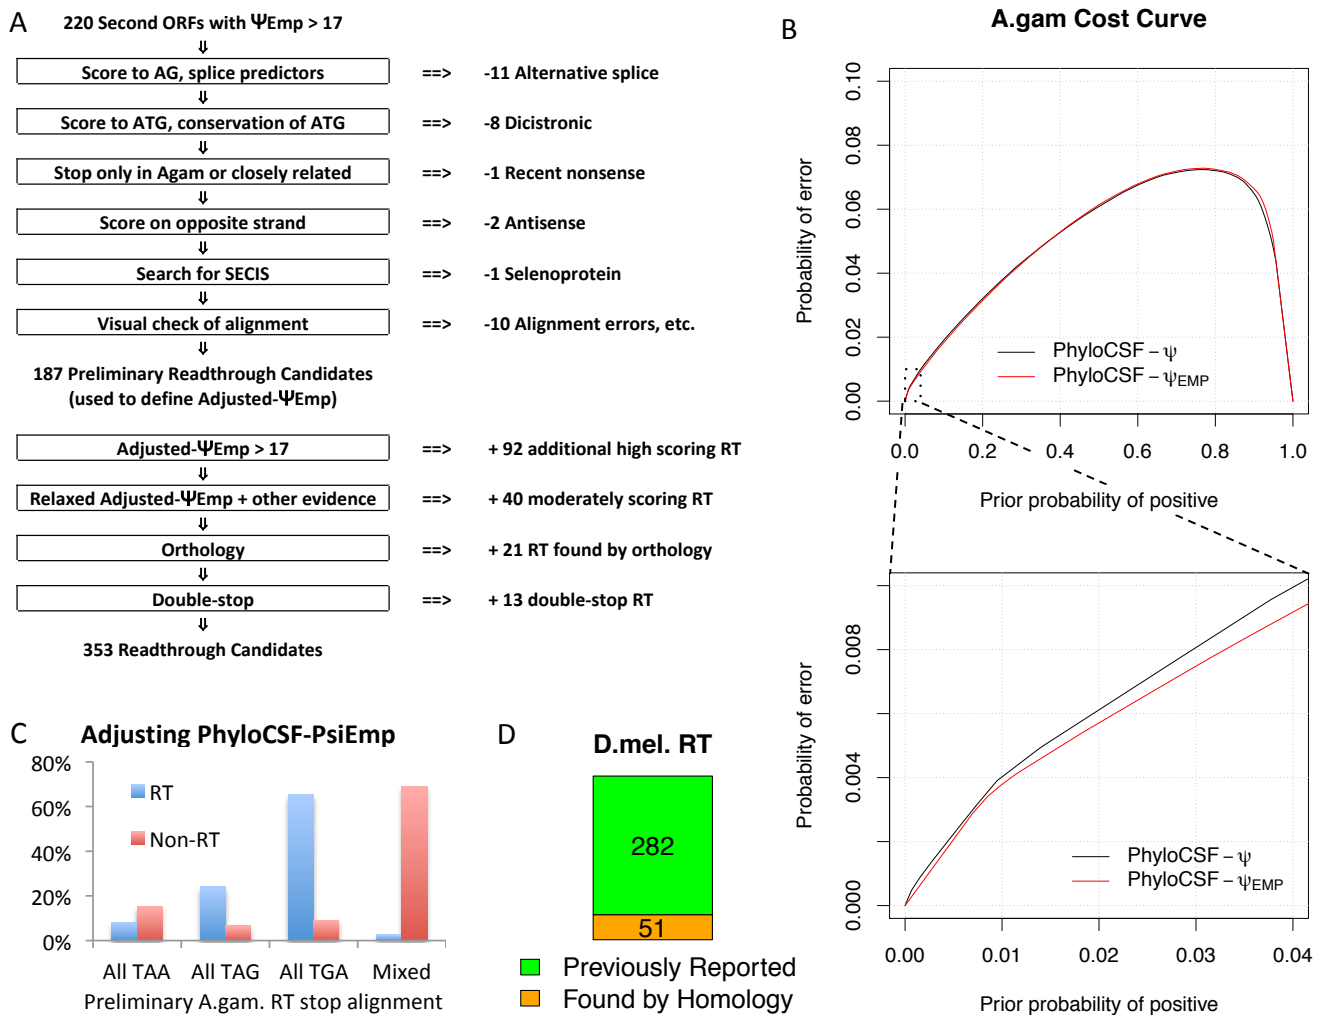 A
220 Second ORFs with ΨEmp > 17
⇓
Score to AG, splice predictors ==> -11 Alternative splice
⇓
Score to ATG, conservation of ATG ==> -8 Dicistronic
⇓
Stop only in Agam or closely related ==> -1 Recent nonsense
⇓
Score on opposite strand ==> -2 Antisense
⇓
Search for SECIS ==> -1 Selenoprotein
⇓
Visual check of alignment ==> -10 Alignment errors, etc.
⇓
187 Preliminary Readthrough Candidates
(used to define Adjusted-ΨEmp)
Adjusted-ΨEmp > 17 ==> + 92 additional high scoring RT
⇓
Relaxed Adjusted-ΨEmp + other evidence ==> + 40 moderately scoring RT
⇓
Orthology ==> + 21 RT found by orthology
⇓
Double-stop ==> + 13 double-stop RT
⇓
353 Readthrough Candidates
B
A.gam Cost Curve
Probability of error
0.10
0.08
0.06
0.04
0.02
0.00
PhyloCSF – ψ
PhyloCSF – ψEMP
0.0 0.2 0.4 0.6 0.8 1.0
Prior probability of positive
Probability of error
0.008
0.004
0.000
PhyloCSF – ψ
PhyloCSF – ψEMP
0.00 0.01 0.02 0.03 0.04
Prior probability of positive
C
Adjusting PhyloCSF-PsiEmp
80%
60%
40%
20%
0%
RT
Non-RT
All TAA All TAG All TGA Mixed
Preliminary A.gam. RT stop alignment
D
D.mel. RT
282
51
Previously Reported
Found by Homology